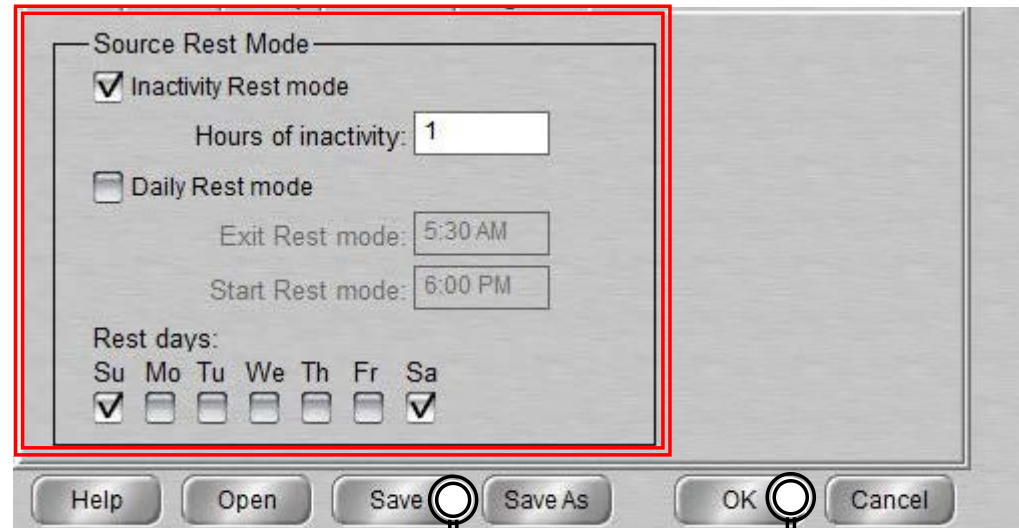 Source Rest Mode
Inactivity Rest mode
Hours of inactivity: 1
Daily Rest mode
Exit Rest mode: 5:30 AM
Start Rest mode: 6:00 PM
Rest days:
Su Mo Tu We Th Fr Sa
Help Open Save Save As OK Cancel